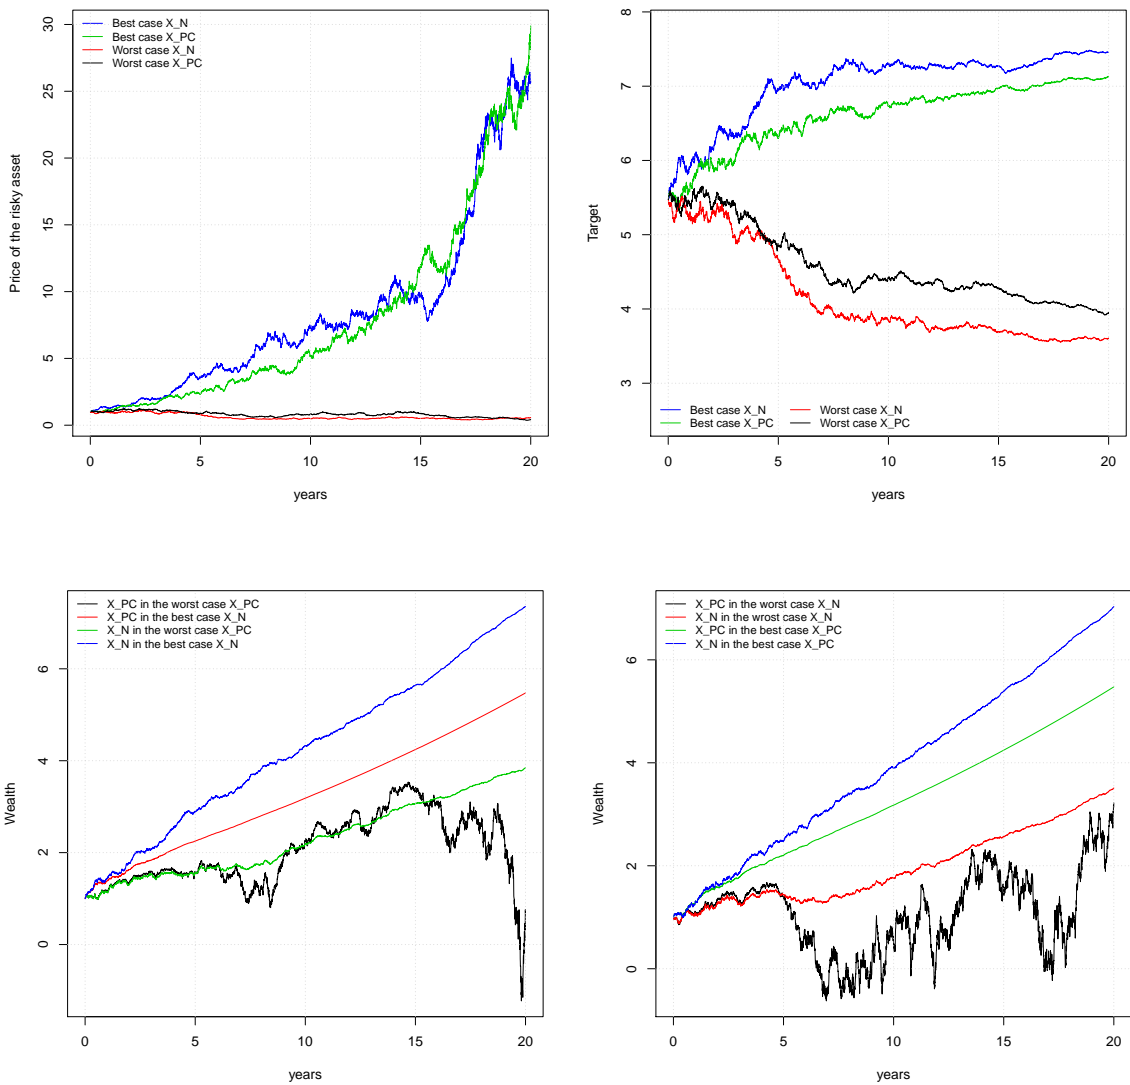 Best case X_N
Best case X_PC
Worst case X_N
Worst case X_PC
Price of the risky asset
30
25
20
15
10
5
0
0 5 10 15 20
years
Target
8
7
6
5
4
3
Best case X_N Worst case X_N
Best case X_PC Worst case X_PC
0 5 10 15 20
years
X_PC in the worst case X_PC
X_PC in the best case X_N
X_N in the worst case X_PC
X_N in the best case X_N
Wealth
6
4
2
0
0 5 10 15 20
years
X_PC in the worst case X_N
X_N in the worst case X_N
X_PC in the best case X_PC
X_N in the best case X_PC
Wealth
6
4
2
0
0 5 10 15 20
years